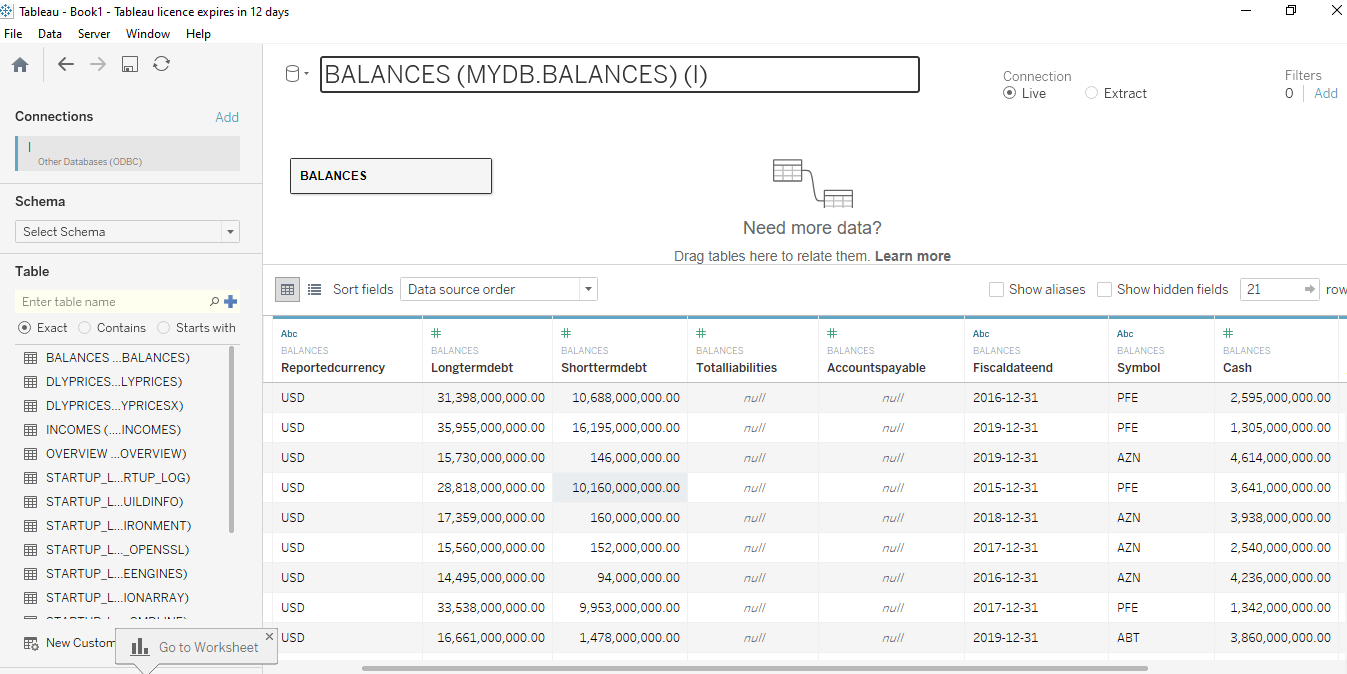 Tableau - Book1 - Tableau licence expires in 12 days
File Data Server Window Help
Connections Add
Other Databases (ODBC)
Schema
Select Schema
Table
Enter table name
Exact Contains Starts with
BALANCES ...BALANCES)
DLYPRICES...LYPRICES)
DLYPRICES...YPRICESX)
INCOMES (....INCOMES)
OVERVIEW ...OVERVIEW)
STARTUP_L...RTUP_LOG)
STARTUP_L...UILDINFO)
STARTUP_L...IRONMENT)
STARTUP_L..._OPENSSL)
STARTUP_L...EENGINES)
STARTUP_L...IONARRAY)
New Custom
Go to Worksheet
BALANCES (MYDB.BALANCES) (I)
Connection
Live Extract
Filters
0 Add
BALANCES
Need more data?
Drag tables here to relate them. Learn more
Sort fields Data source order Show aliases Show hidden fields 21 row
Abc # # # # Abc Abc #
BALANCES BALANCES BALANCES BALANCES BALANCES BALANCES BALANCES BALANCES
Reportedcurrency Longtermdebt Shorttermdebt Totalliabilities Accountspayable Fiscaldateend Symbol Cash
USD 31,398,000,000.00 10,688,000,000.00 null null 2016-12-31 PFE 2,595,000,000.00
USD 35,955,000,000.00 16,195,000,000.00 null null 2019-12-31 PFE 1,305,000,000.00
USD 15,730,000,000.00 146,000,000.00 null null 2019-12-31 AZN 4,614,000,000.00
USD 28,818,000,000.00 10,160,000,000.00 null null 2015-12-31 PFE 3,641,000,000.00
USD 17,359,000,000.00 160,000,000.00 null null 2018-12-31 AZN 3,938,000,000.00
USD 15,560,000,000.00 152,000,000.00 null null 2017-12-31 AZN 2,540,000,000.00
USD 14,495,000,000.00 94,000,000.00 null null 2016-12-31 AZN 4,236,000,000.00
USD 33,538,000,000.00 9,953,000,000.00 null null 2017-12-31 PFE 1,342,000,000.00
USD 16,661,000,000.00 1,478,000,000.00 null null 2019-12-31 ABT 3,860,000,000.00